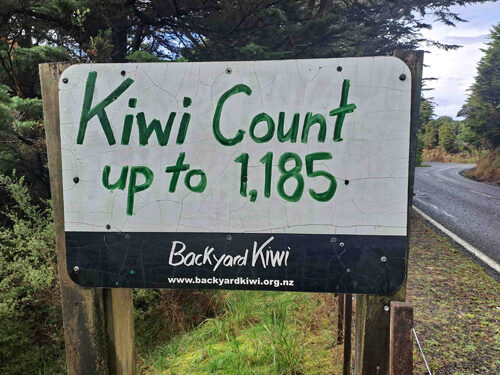 Kiwi Count
up to 1,185
Backyard Kiwi
www.backyardkiwi.org.nz